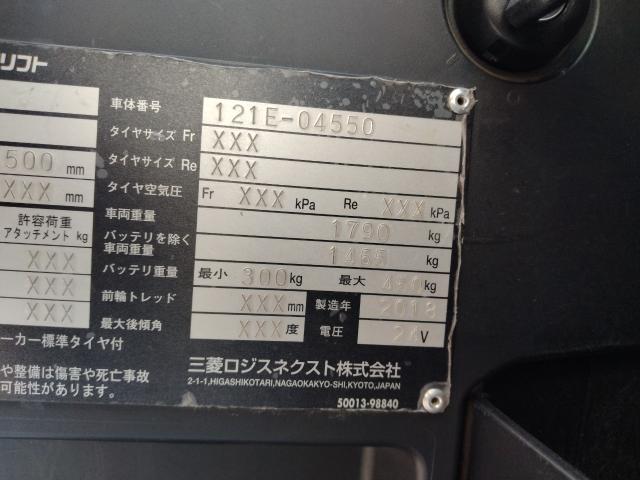 リフト
車体番号 121E-04550
タイヤサイズ Fr XXX
500 mm タイヤサイズ Re XXX
XXX mm タイヤ空気圧 Fr XXX kPa Re XXX kPa
許容荷重 車両重量 1790 kg
アタッチメント kg バッテリを除く
車両重量 kg
XXX バッテリ重量 最小 300 kg 最大 kg
XXX 前輪トレッド XXX mm 製造年 2018
XXX 最大後傾角 XXX 度 電圧 24 V
ーカー標準タイヤ付
や整備は傷害や死亡事故
可能性があります。
三菱ロジスネクスト株式会社
2-1-1,HIGASHIKOTARI,NAGAOKAKYO-SHI,KYOTO,JAPAN
50013-98840